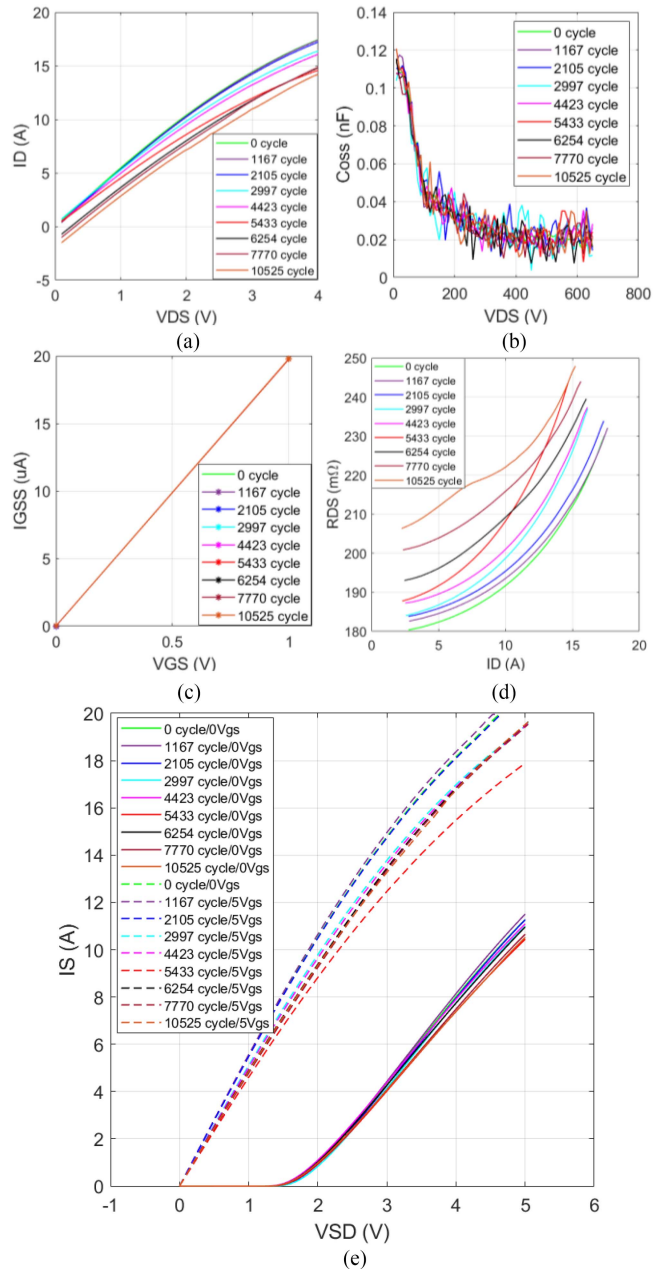 20
15
10
5
0
-5
0
1
2
3
4
ID (A)
VDS (V)
0 cycle
1167 cycle
2105 cycle
2997 cycle
4423 cycle
5433 cycle
6254 cycle
7770 cycle
10525 cycle
(a)
0.14
0.12
0.1
0.08
0.06
0.04
0.02
0
0
200
400
600
800
Coss (nF)
VDS (V)
0 cycle
1167 cycle
2105 cycle
2997 cycle
4423 cycle
5433 cycle
6254 cycle
7770 cycle
10525 cycle
(b)
20
15
10
5
0
0
0.5
1
IGSS (uA)
VGS (V)
0 cycle
1167 cycle
2105 cycle
2997 cycle
4423 cycle
5433 cycle
6254 cycle
7770 cycle
10525 cycle
(c)
250
240
230
220
210
200
190
180
0
5
10
15
20
RDS (mΩ)
ID (A)
0 cycle
1167 cycle
2105 cycle
2997 cycle
4423 cycle
5433 cycle
6254 cycle
7770 cycle
10525 cycle
(d)
20
18
16
14
12
10
8
6
4
2
0
-1
0
1
2
3
4
5
6
IS (A)
VSD (V)
0 cycle/0Vgs
1167 cycle/0Vgs
2105 cycle/0Vgs
2997 cycle/0Vgs
4423 cycle/0Vgs
5433 cycle/0Vgs
6254 cycle/0Vgs
7770 cycle/0Vgs
10525 cycle/0Vgs
0 cycle/0Vgs
1167 cycle/5Vgs
2105 cycle/5Vgs
2997 cycle/5Vgs
4423 cycle/5Vgs
5433 cycle/5Vgs
6254 cycle/5Vgs
7770 cycle/5Vgs
10525 cycle/5Vgs
(e)